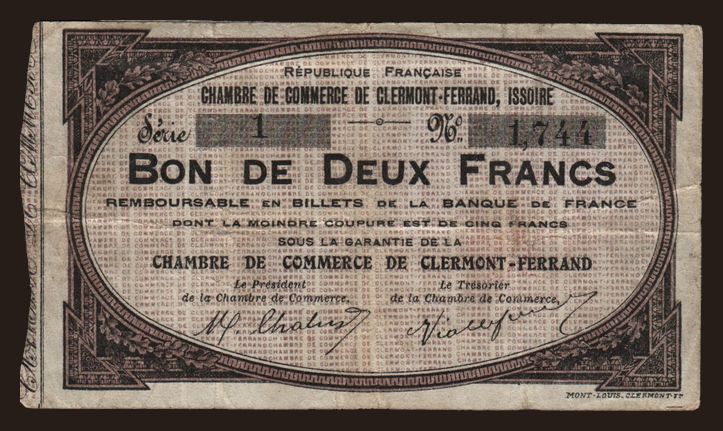 République Française
CHAMBRE DE COMMERCE DE CLERMONT-FERRAND, ISSOIRE
Série 1 No. 1,744
BON DE DEUX FRANCS
REMBOURSABLE EN BILLETS DE LA BANQUE DE FRANCE
DONT LA MOINDRE COUPURE EST DE CINQ FRANCS
SOUS LA GARANTIE DE LA
CHAMBRE DE COMMERCE DE CLERMONT-FERRAND
Le Président Le Trésorier
de la Chambre de Commerce, de la Chambre de Commerce,
MONT-LOUIS, CLERMONT-FD